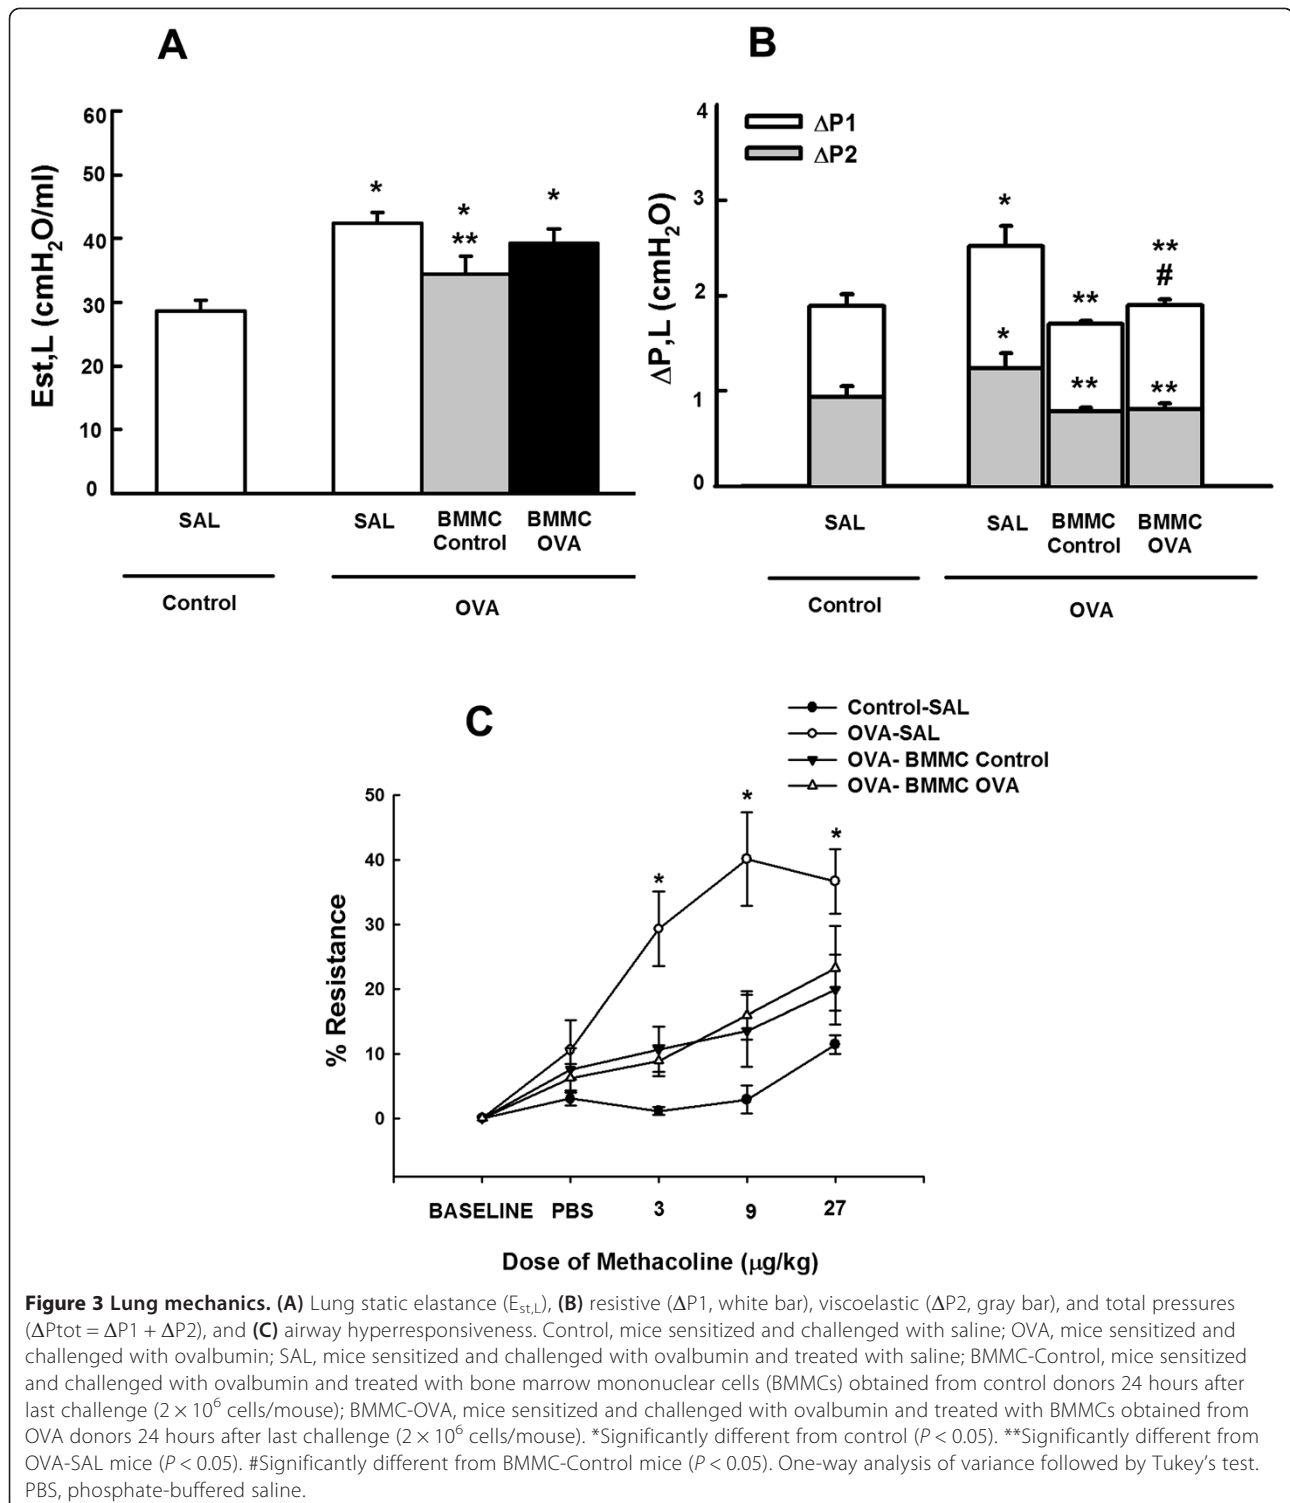 A
60
50
40
30
20
10
0
Est,L (cmH2O/ml)
*
*
**
*
SAL
SAL
BMMC
Control
BMMC
OVA
Control
OVA
B
4
3
2
1
0
ΔP,L (cmH2O)
ΔP1
ΔP2
*
*
**
**
**
#
**
SAL
SAL
BMMC
Control
BMMC
OVA
Control
OVA
C
Control-SAL
OVA-SAL
OVA- BMMC Control
OVA- BMMC OVA
50
40
30
20
10
0
% Resistance
*
*
*
BASELINE PBS 3 9 27
Dose of Methacoline (μg/kg)
Figure 3 Lung mechanics. (A) Lung static elastance (Est,L), (B) resistive (ΔP1, white bar), viscoelastic (ΔP2, gray bar), and total pressures
(ΔPtot = ΔP1 + ΔP2), and (C) airway hyperresponsiveness. Control, mice sensitized and challenged with saline; OVA, mice sensitized and
challenged with ovalbumin; SAL, mice sensitized and challenged with ovalbumin and treated with saline; BMMC-Control, mice sensitized
and challenged with ovalbumin and treated with bone marrow mononuclear cells (BMMCs) obtained from control donors 24 hours after
last challenge (2 × 10⁶ cells/mouse); BMMC-OVA, mice sensitized and challenged with ovalbumin and treated with BMMCs obtained from
OVA donors 24 hours after last challenge (2 × 10⁶ cells/mouse). *Significantly different from control (P < 0.05). **Significantly different from
OVA-SAL mice (P < 0.05). #Significantly different from BMMC-Control mice (P < 0.05). One-way analysis of variance followed by Tukey's test.
PBS, phosphate-buffered saline.